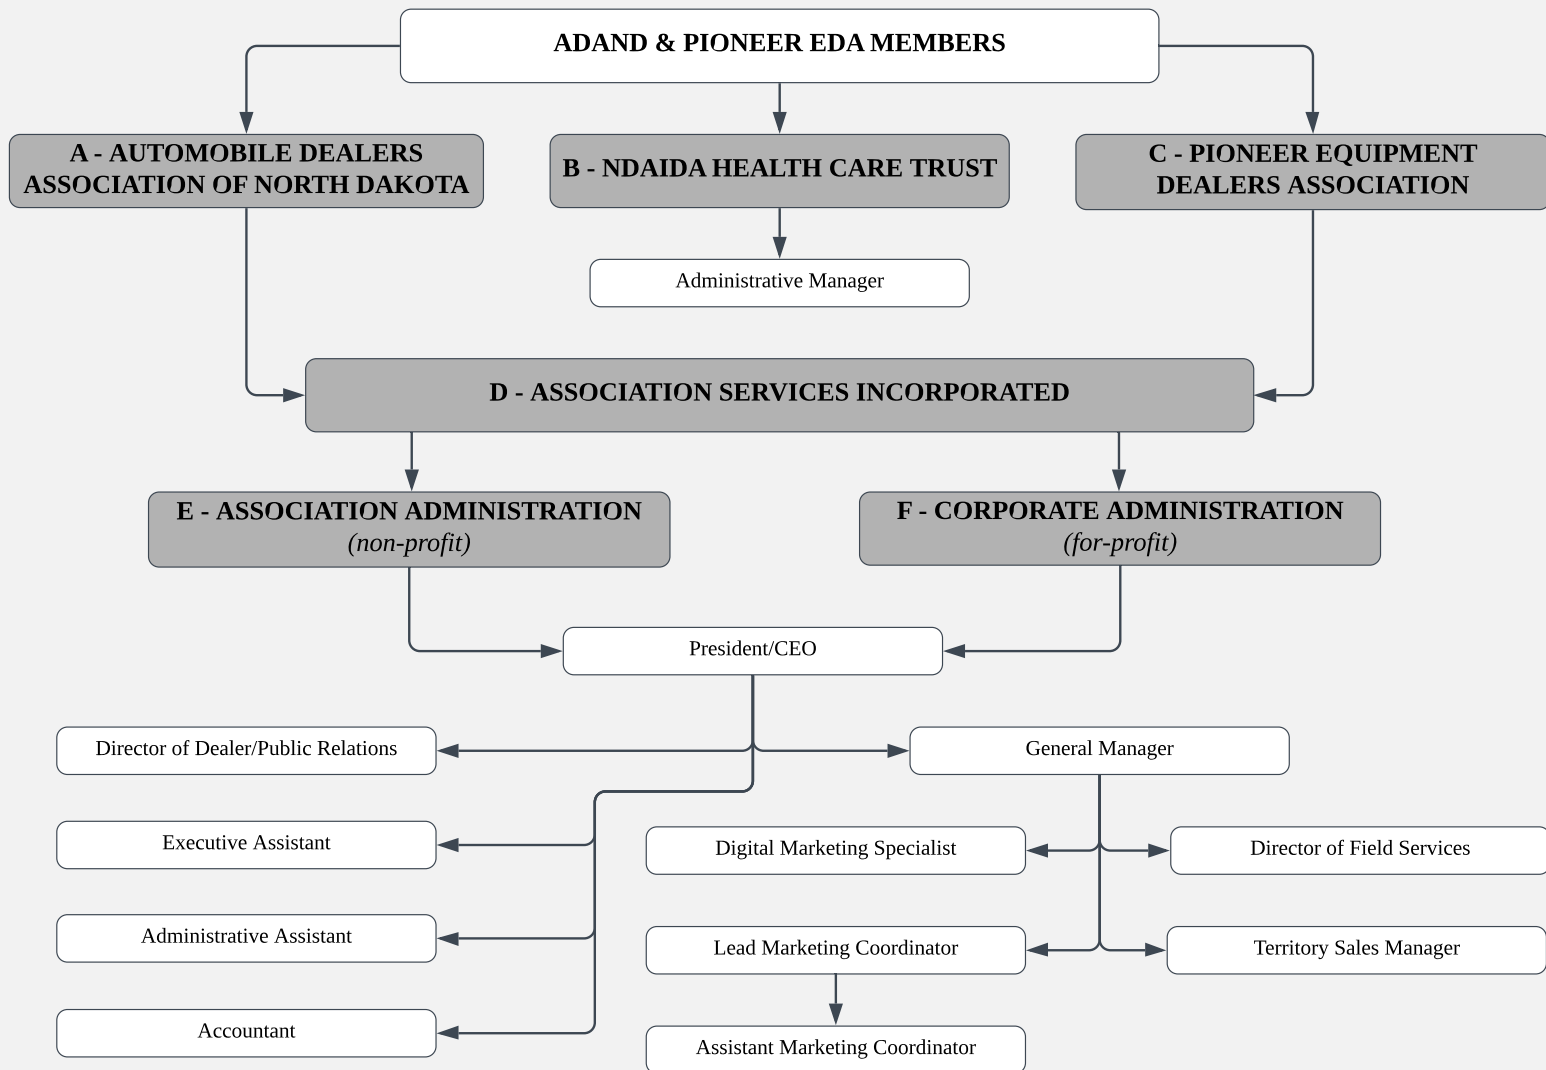 ADAND & PIONEER EDA MEMBERS
A - AUTOMOBILE DEALERS
ASSOCIATION OF NORTH DAKOTA
B - NDAIDA HEALTH CARE TRUST
C - PIONEER EQUIPMENT
DEALERS ASSOCIATION
Administrative Manager
D - ASSOCIATION SERVICES INCORPORATED
E - ASSOCIATION ADMINISTRATION
(non-profit)
F - CORPORATE ADMINISTRATION
(for-profit)
President/CEO
Director of Dealer/Public Relations
General Manager
Executive Assistant
Digital Marketing Specialist
Director of Field Services
Administrative Assistant
Lead Marketing Coordinator
Territory Sales Manager
Accountant
Assistant Marketing Coordinator